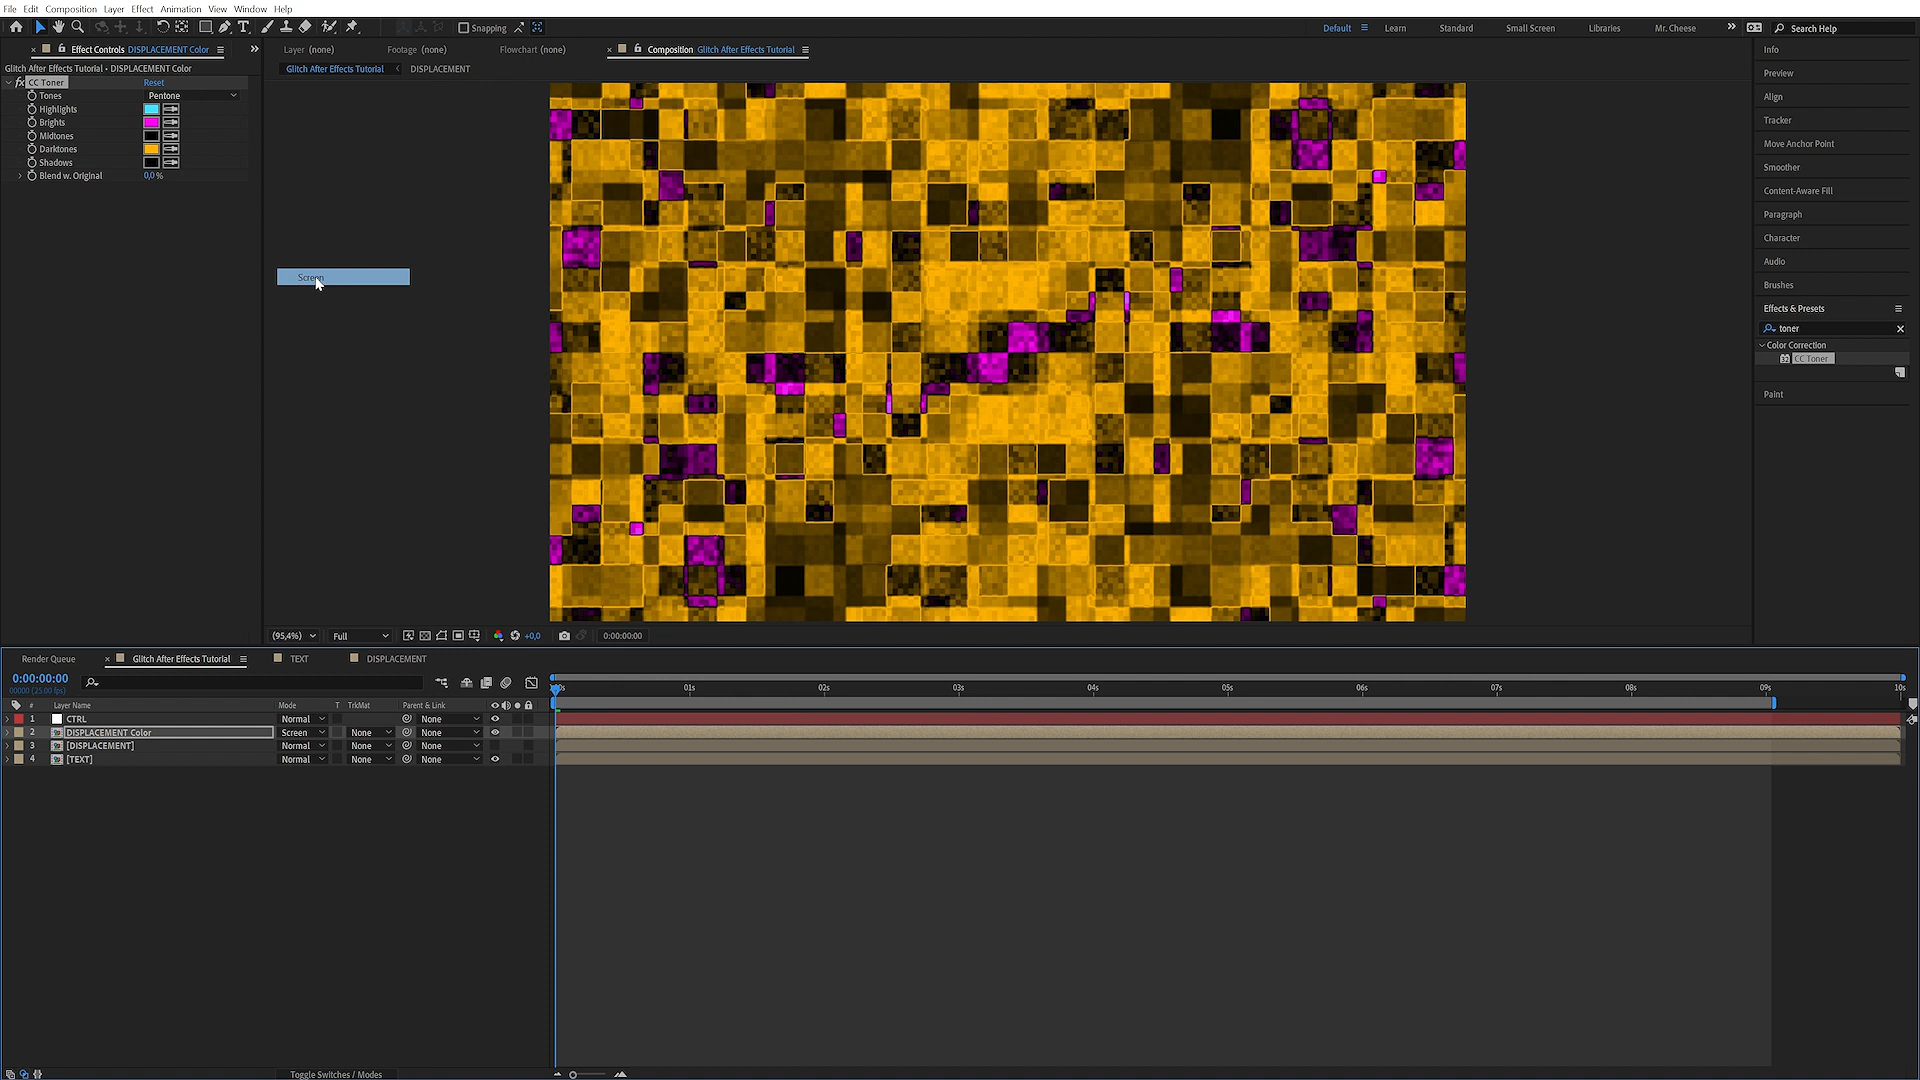 File Edit Composition Layer Effect Animation View Window Help
Snapping
Default Learn Standard Small Screen Libraries Mr. Cheese Search Help
Effect Controls DISPLACEMENT Color
Layer (none) Footage (none) Flowchart (none) Composition Glitch After Effects Tutorial
Glitch After Effects Tutorial • DISPLACEMENT Color
Glitch After Effects Tutorial DISPLACEMENT
fx CC Toner Reset
Tones Pentone
Highlights
Brights
Midtones
Darktones
Shadows
Blend w. Original 0,0 %
Screen
Info
Preview
Align
Tracker
Move Anchor Point
Smoother
Content-Aware Fill
Paragraph
Character
Audio
Brushes
Effects & Presets
toner
Color Correction
32 CC Toner
Paint
(95,4%) Full +0,0 0:00:00:00
Render Queue Glitch After Effects Tutorial TEXT DISPLACEMENT
0:00:00:00
00000 (25.00 fps)
01s 02s 03s 04s 05s 06s 07s 08s 09s 10s
# Layer Name Mode T TrkMat Parent & Link
1 CTRL Normal None
2 DISPLACEMENT Color Screen None None
3 [DISPLACEMENT] Normal None None
4 [TEXT] Normal None None
Toggle Switches / Modes